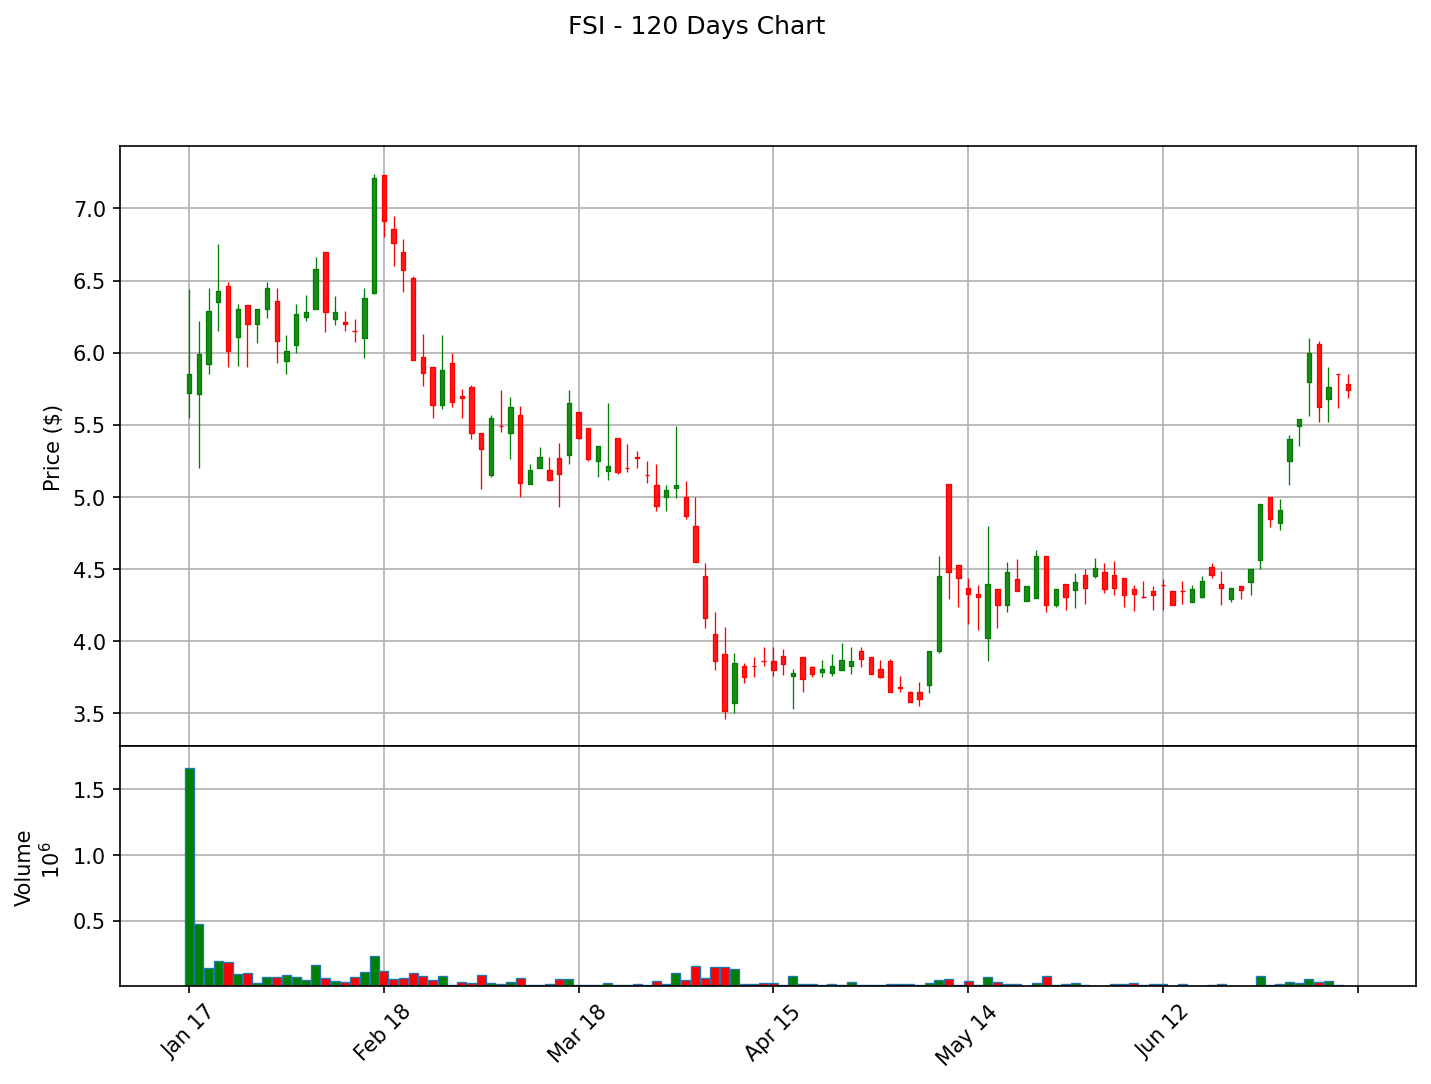 FSI - 120 Days Chart
Price ($)
7.0
6.5
6.0
5.5
5.0
4.5
4.0
3.5
Volume
10^6
1.5
1.0
0.5
Jan 17
Feb 18
Mar 18
Apr 15
May 14
Jun 12